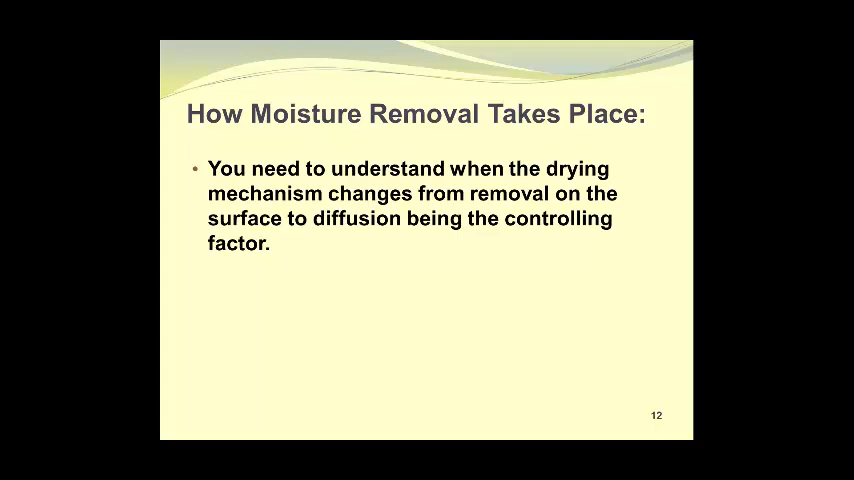 How Moisture Removal Takes Place:
• You need to understand when the drying
mechanism changes from removal on the
surface to diffusion being the controlling
factor.
12